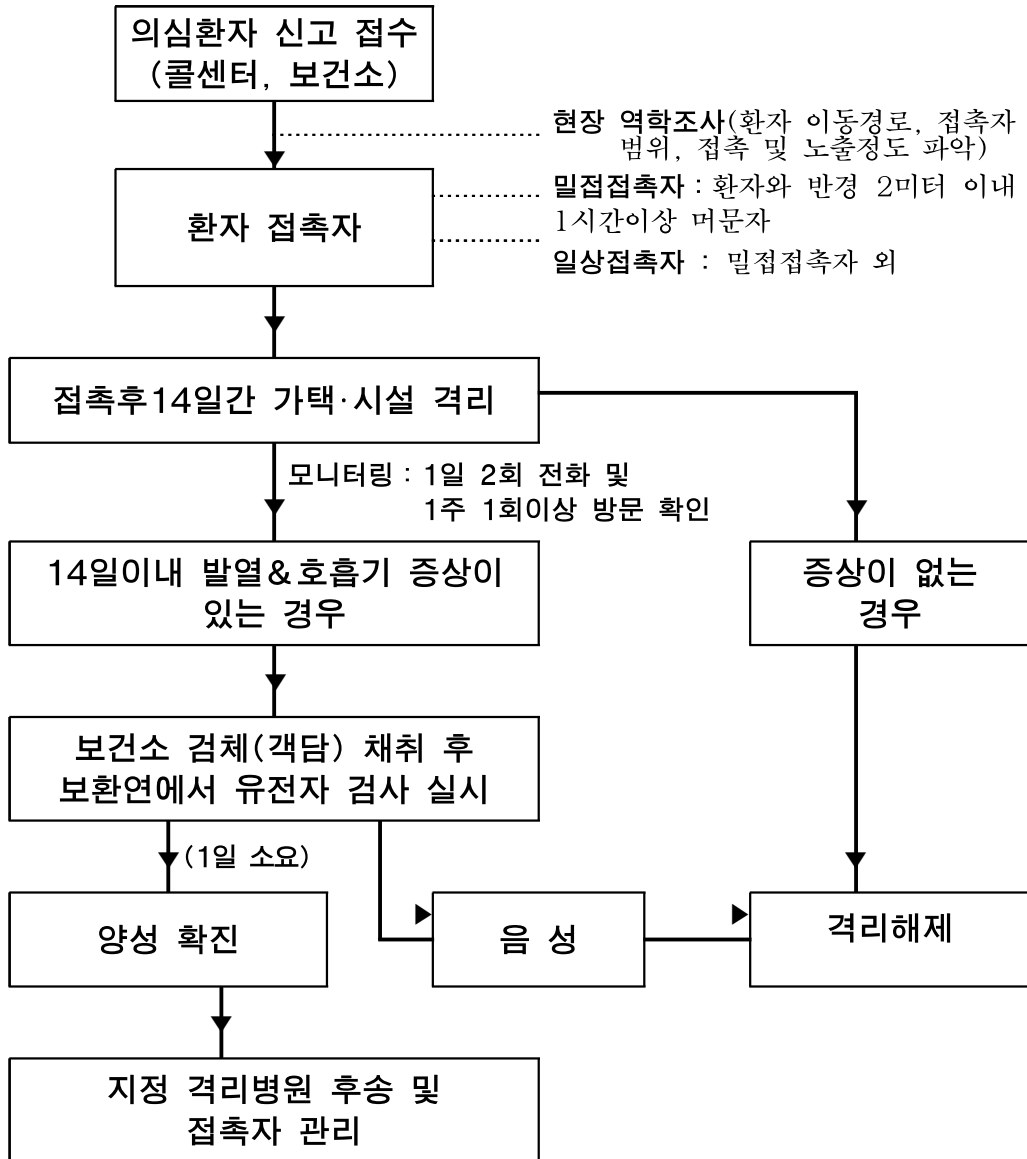 의심환자 신고 접수
(콜센터, 보건소)
현장 역학조사(환자 이동경로, 접촉자
범위, 접촉 및 노출정도 파악)
환자 접촉자
밀접접촉자 : 환자와 반경 2미터 이내
1시간이상 머문자
일상접촉자 : 밀접접촉자 외
접촉후14일간 가택·시설 격리
모니터링 : 1일 2회 전화 및
1주 1회이상 방문 확인
14일이내 발열&호흡기 증상이
있는 경우
증상이 없는
경우
보건소 검체(객담) 채취 후
보환연에서 유전자 검사 실시
(1일 소요)
양성 확진
음 성
격리해제
지정 격리병원 후송 및
접촉자 관리